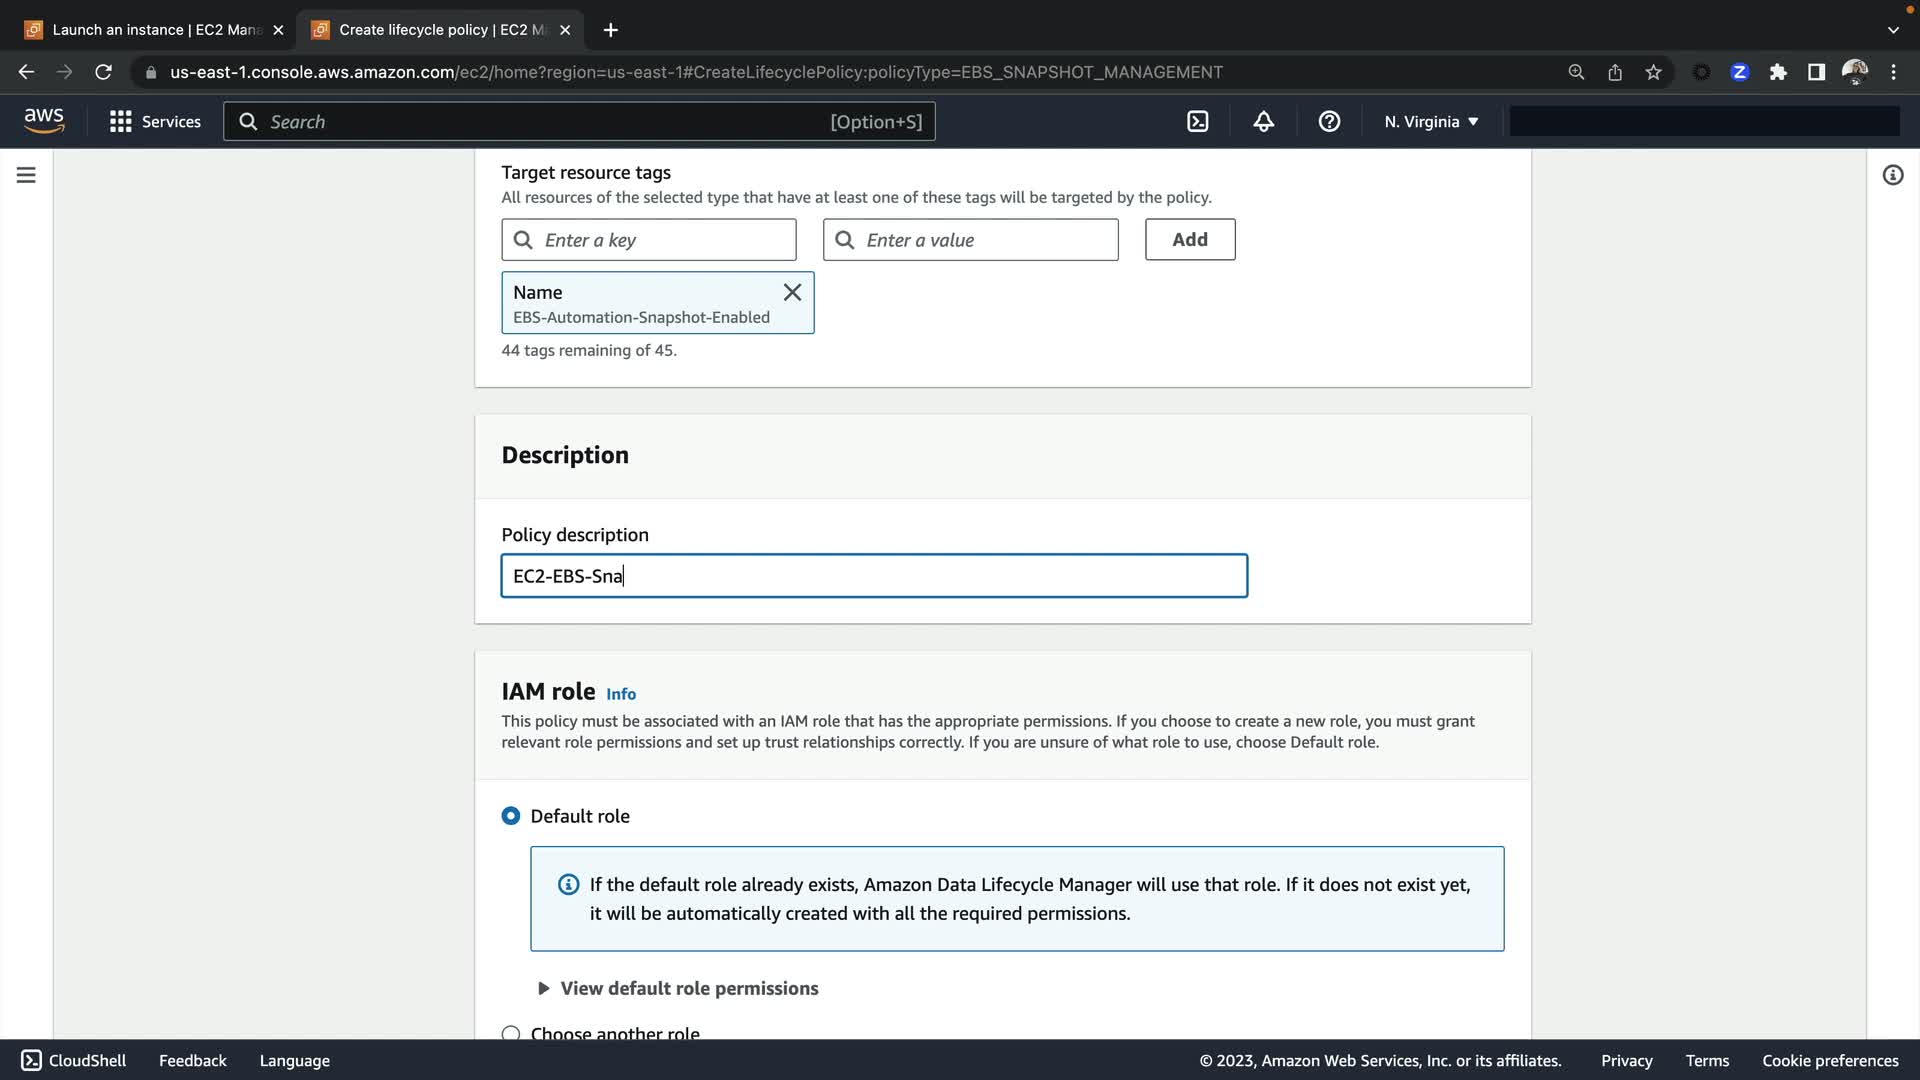 Launch an instance | EC2 Mana
Create lifecycle policy | EC2 M
us-east-1.console.aws.amazon.com/ec2/home?region=us-east-1#CreateLifecyclePolicy:policyType=EBS_SNAPSHOT_MANAGEMENT
aws
Services
Search
[Option+S]
N. Virginia
Target resource tags
All resources of the selected type that have at least one of these tags will be targeted by the policy.
Enter a key
Enter a value
Add
Name
EBS-Automation-Snapshot-Enabled
44 tags remaining of 45.
Description
Policy description
EC2-EBS-Sna
IAM role Info
This policy must be associated with an IAM role that has the appropriate permissions. If you choose to create a new role, you must grant
relevant role permissions and set up trust relationships correctly. If you are unsure of what role to use, choose Default role.
Default role
If the default role already exists, Amazon Data Lifecycle Manager will use that role. If it does not exist yet,
it will be automatically created with all the required permissions.
View default role permissions
Choose another role
CloudShell
Feedback
Language
© 2023, Amazon Web Services, Inc. or its affiliates.
Privacy
Terms
Cookie preferences